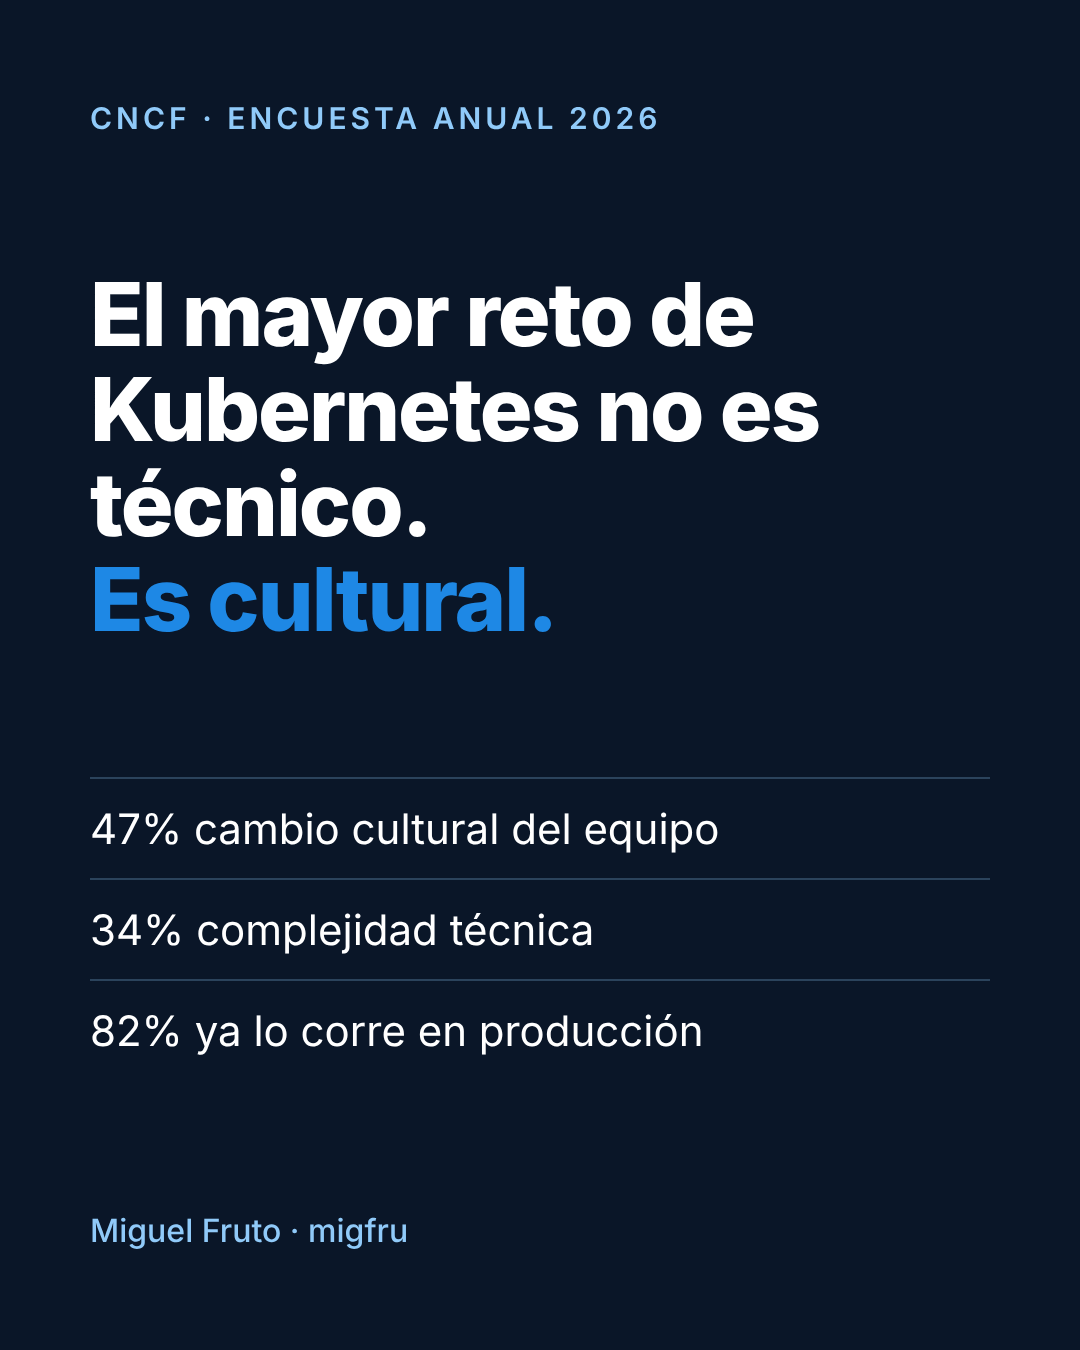 CNCF · ENCUESTA ANUAL 2026
El mayor reto de
Kubernetes no es
técnico.
Es cultural.
47% cambio cultural del equipo
34% complejidad técnica
82% ya lo corre en producción
Miguel Fruto · migfru